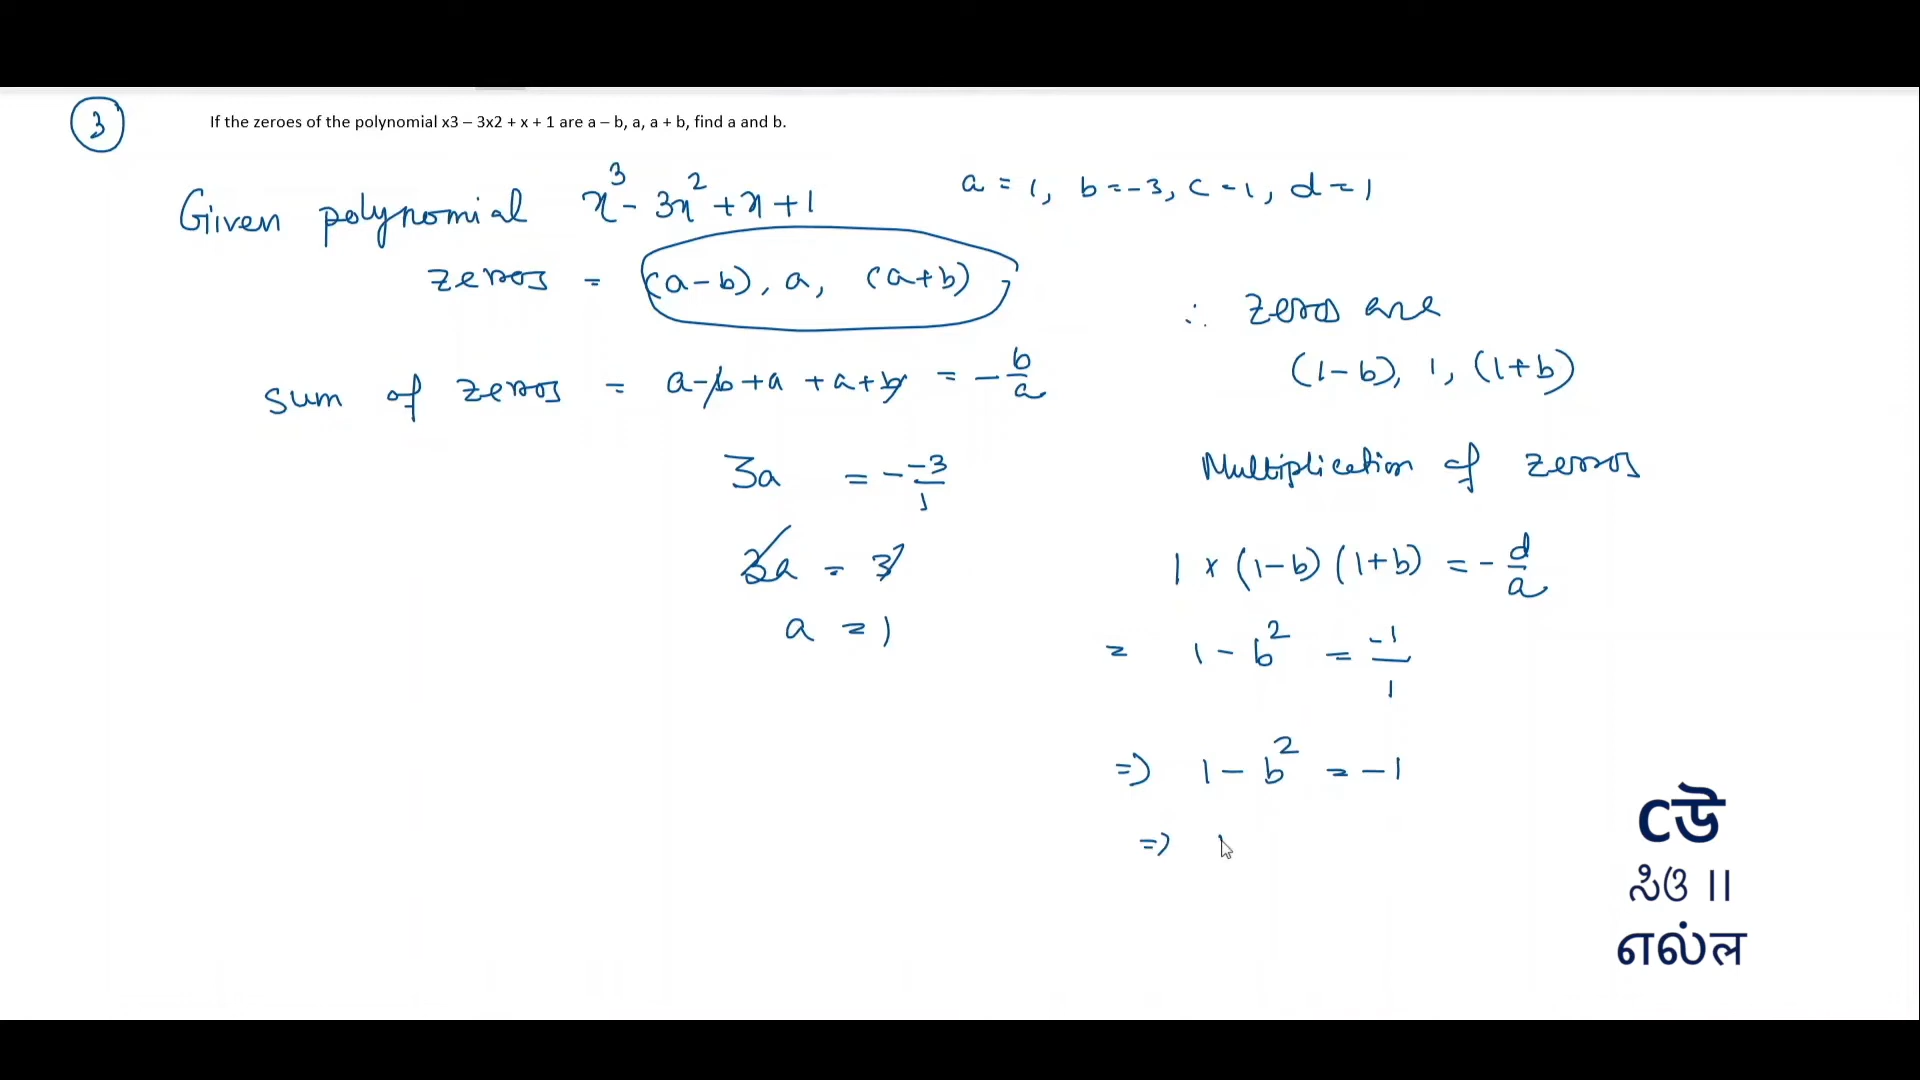 3
If the zeroes of the polynomial x3 – 3x2 + x + 1 are a – b, a, a + b, find a and b.
Given polynomial x³ - 3x² + x + 1
a = 1, b = -3, c = 1, d = 1
zeros = (a-b), a, (a+b)
sum of zeros = a-b+a+a+b = -b/a
3a = - -3/1
3a = 3
a = 1
∴ zeros are
(1-b), 1, (1+b)
Multiplication of zeros
1 × (1-b)(1+b) = -d/a
= 1 - b² = -1/1
=> 1 - b² = -1
=>
Cউ
ಸಿઉ ॥
எல்ल